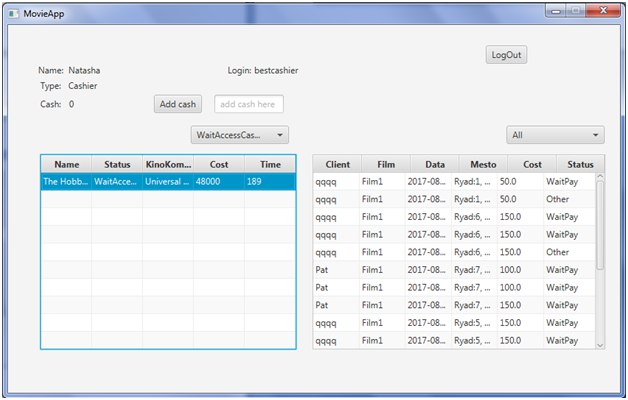 MovieApp
LogOut
Name: Natasha
Login: bestcashier
Type: Cashier
Cash: 0
Add cash
add cash here
WaitAccessCas...
All
Name Status KinoKom... Cost Time
The Hobb... WaitAcce... Universal ... 48000 189
Client Film Data Mesto Cost Status
qqqq Film1 2017-08... Ryad:1, ... 50.0 WaitPay
qqqq Film1 2017-08... Ryad:1, ... 50.0 Other
qqqq Film1 2017-08... Ryad:6, ... 150.0 WaitPay
qqqq Film1 2017-08... Ryad:6, ... 150.0 WaitPay
qqqq Film1 2017-08... Ryad:6, ... 150.0 Other
Pat Film1 2017-08... Ryad:7, ... 100.0 WaitPay
Pat Film1 2017-08... Ryad:7, ... 100.0 WaitPay
Pat Film1 2017-08... Ryad:7, ... 150.0 WaitPay
qqqq Film1 2017-08... Ryad:5, ... 150.0 WaitPay
qqqq Film1 2017-08... Ryad:5, ... 150.0 WaitPay